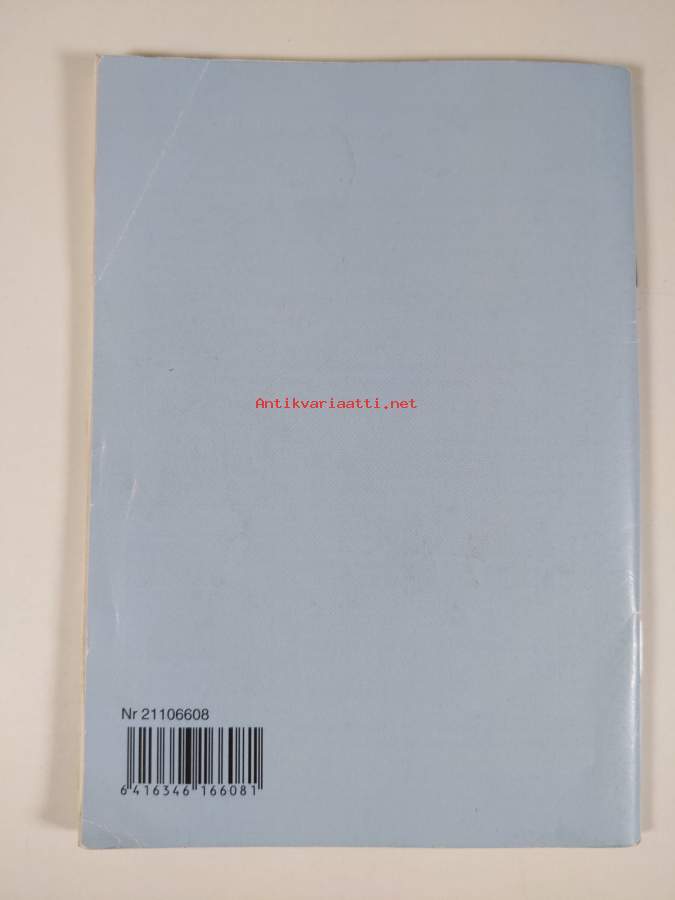 Antikvariaatti.net
Nr 21106608
6 416346 166081